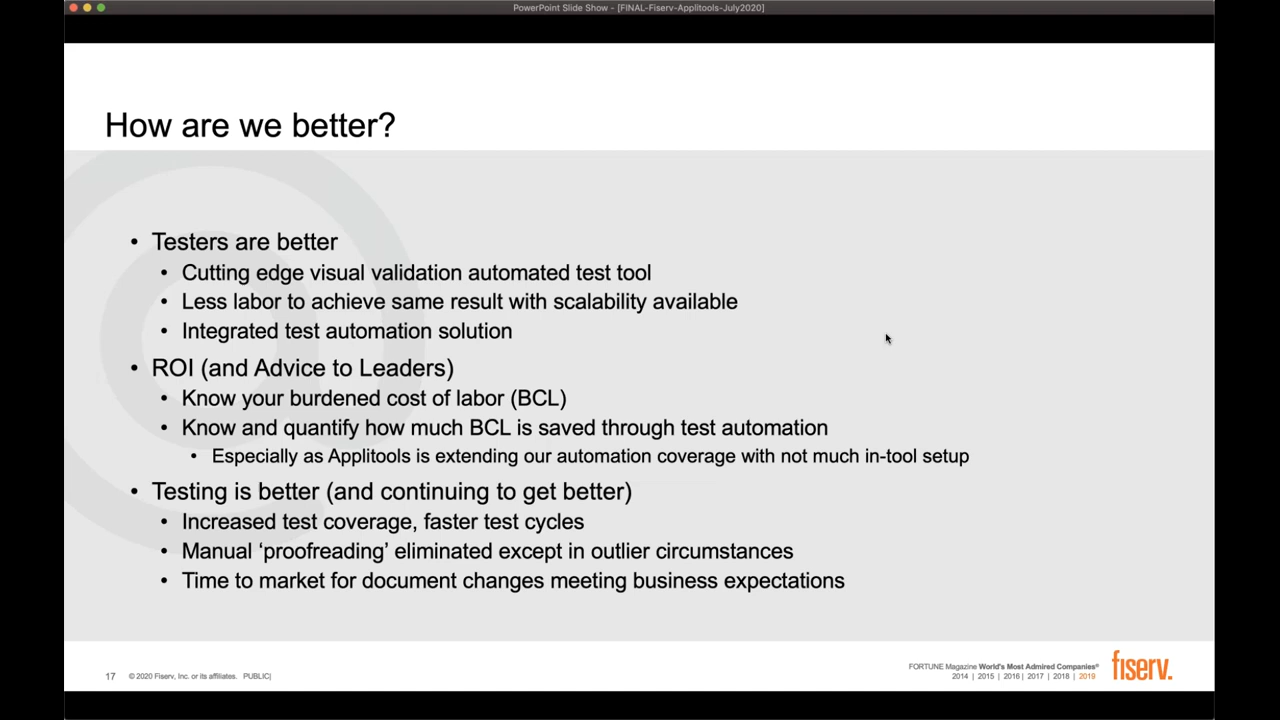 PowerPoint Slide Show - [FINAL-Fiserv-Applitools-July2020]
How are we better?
• Testers are better
• Cutting edge visual validation automated test tool
• Less labor to achieve same result with scalability available
• Integrated test automation solution
• ROI (and Advice to Leaders)
• Know your burdened cost of labor (BCL)
• Know and quantify how much BCL is saved through test automation
• Especially as Applitools is extending our automation coverage with not much in-tool setup
• Testing is better (and continuing to get better)
• Increased test coverage, faster test cycles
• Manual ‘proofreading’ eliminated except in outlier circumstances
• Time to market for document changes meeting business expectations
17 © 2020 Fiserv, Inc. or its affiliates. PUBLIC|
FORTUNE Magazine World's Most Admired Companies®
2014 | 2015 | 2016 | 2017 | 2018 | 2019
fiserv.